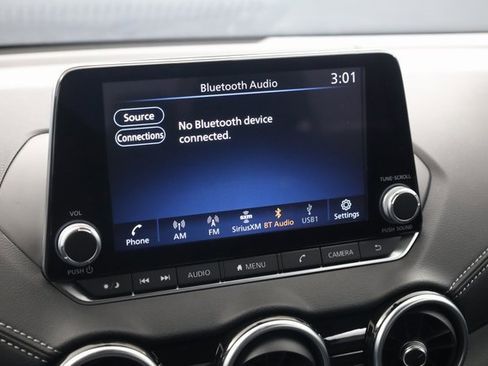 Bluetooth Audio
3:01
Source
Connections
No Bluetooth device
connected.
Phone
AM
FM
SiriusXM
BT Audio
USB1
Settings
VOL
PUSH
TUNE·SCROLL
PUSH SOUND
AUDIO
MENU
CAMERA